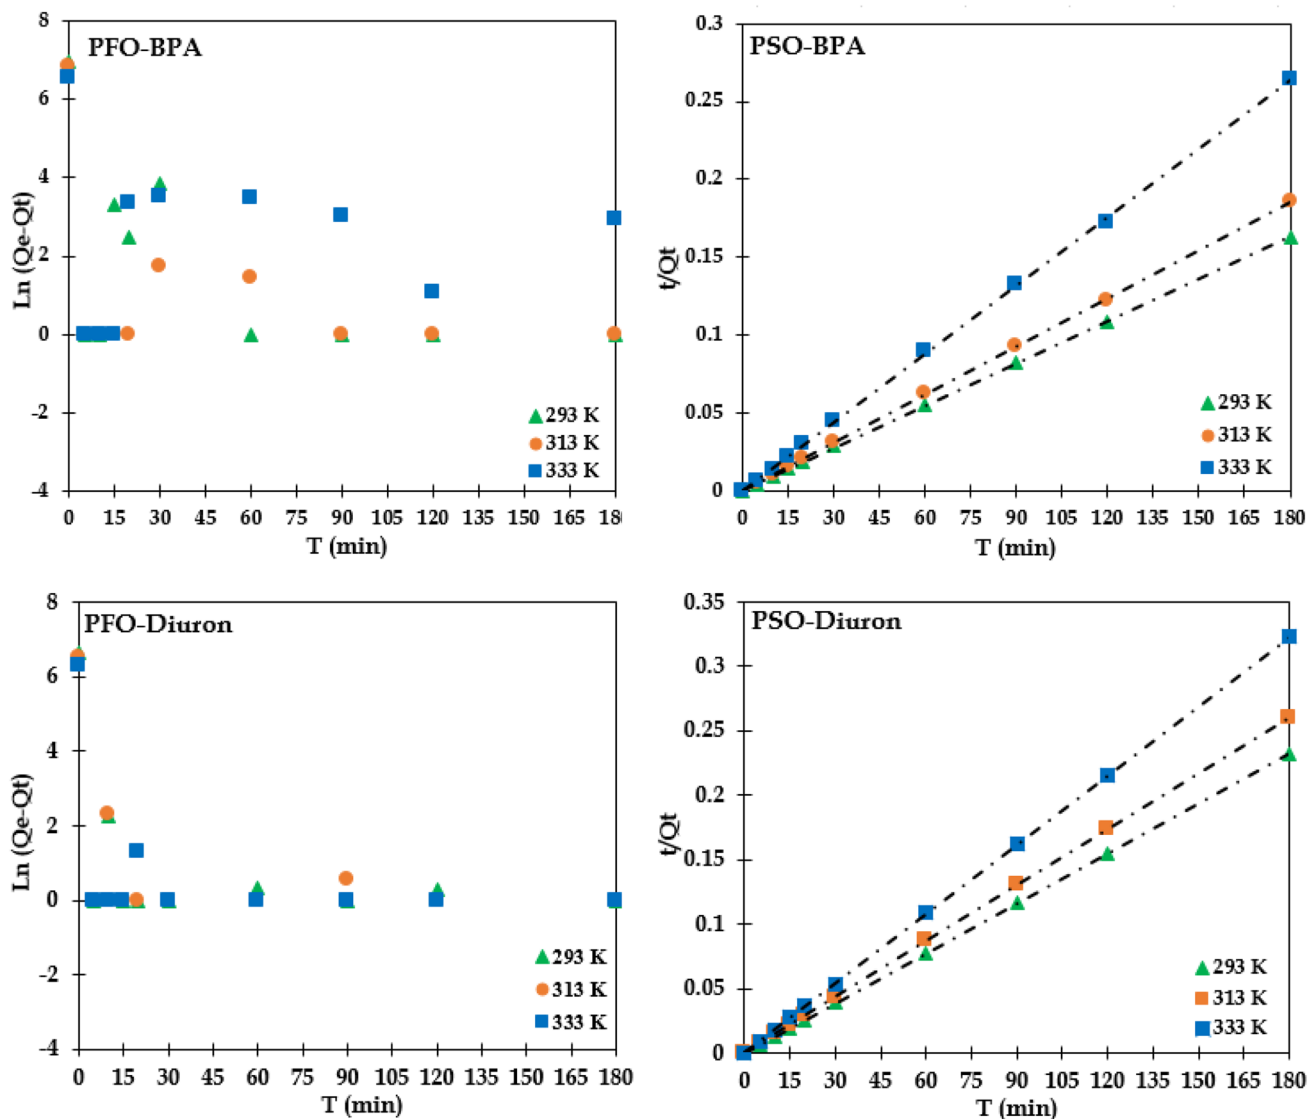 PFO-BPA
8
6
4
2
0
-2
-4
Ln (Qe-Qt)
293 K
313 K
333 K
0 15 30 45 60 75 90 105 120 135 150 165 180
T (min)
PSO-BPA
0.3
0.25
0.2
0.15
0.1
0.05
0
t/Qt
293 K
313 K
333 K
0 15 30 45 60 75 90 105 120 135 150 165 180
T (min)
PFO-Diuron
8
6
4
2
0
-2
-4
Ln (Qe-Qt)
293 K
313 K
333 K
0 15 30 45 60 75 90 105 120 135 150 165 180
T (min)
PSO-Diuron
0.35
0.3
0.25
0.2
0.15
0.1
0.05
0
t/Qt
293 K
313 K
333 K
0 15 30 45 60 75 90 105 120 135 150 165 180
T (min)